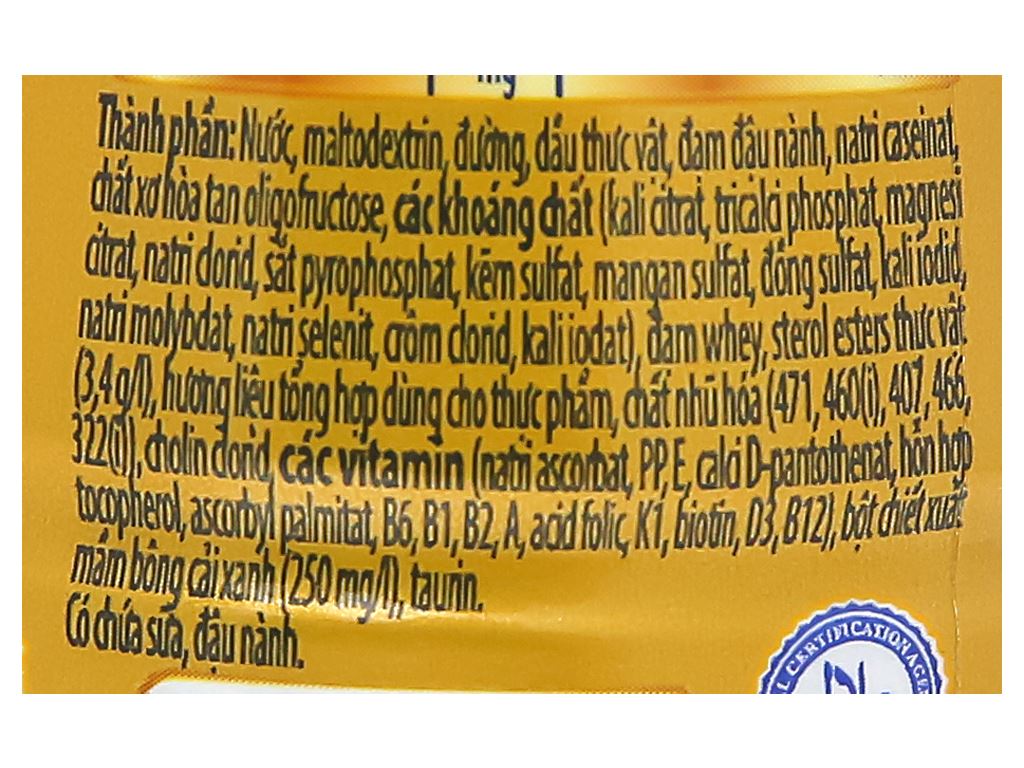 mg
Thành phần: Nước, maltodextrin, đường, dầu thực vật, đạm đậu nành, natri caseinat,
chất xơ hòa tan oligofructose, các khoáng chất (kali citrat, tricalci phosphat, magnesi
citrat, natri clorid, sắt pyrophosphat, kẽm sulfat, mangan sulfat, đồng sulfat, kali iodid,
natri molybdat, natri selenit, crôm clorid, kali iodat), đạm whey, sterol esters thực vật
(3,4 g/l), hương liệu tổng hợp dùng cho thực phẩm, chất nhũ hóa (471, 460(i), 407, 466,
322(i)), cholin clorid, các vitamin (natri ascorbat, PP, E, calci D-pantothenat, hỗn hợp
tocopherol, ascorbyl palmitat, B6, B1, B2, A, acid folic, K1, biotin, D3, B12), bột chiết xuất
mầm bông cải xanh (250 mg/l), taurin.
Có chứa sữa, đậu nành.
CERTIFICATION